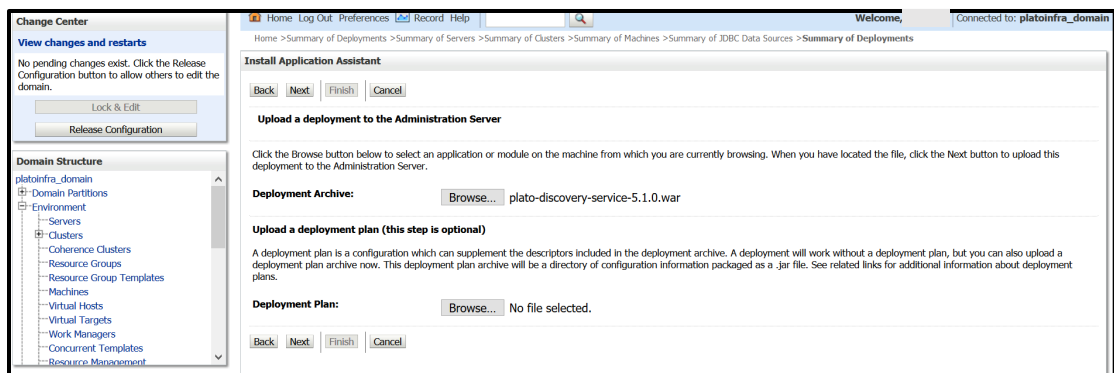 Change Center
View changes and restarts
No pending changes exist. Click the Release
Configuration button to allow others to edit the
domain.
Lock & Edit
Release Configuration
Domain Structure
platoinfra_domain
Domain Partitions
Environment
Servers
Clusters
Coherence Clusters
Resource Groups
Resource Group Templates
Machines
Virtual Hosts
Virtual Targets
Work Managers
Concurrent Templates
Resource Management
Home Log Out Preferences Record Help
Welcome,
Connected to: platoinfra_domain
Home >Summary of Deployments >Summary of Servers >Summary of Clusters >Summary of Machines >Summary of JDBC Data Sources >Summary of Deployments
Install Application Assistant
Back Next Finish Cancel
Upload a deployment to the Administration Server
Click the Browse button below to select an application or module on the machine from which you are currently browsing. When you have located the file, click the Next button to upload this
deployment to the Administration Server.
Deployment Archive: Browse... plato-discovery-service-5.1.0.war
Upload a deployment plan (this step is optional)
A deployment plan is a configuration which can supplement the descriptors included in the deployment archive. A deployment will work without a deployment plan, but you can also upload a
deployment plan archive now. This deployment plan archive will be a directory of configuration information packaged as a .jar file. See related links for additional information about deployment
plans.
Deployment Plan: Browse... No file selected.
Back Next Finish Cancel